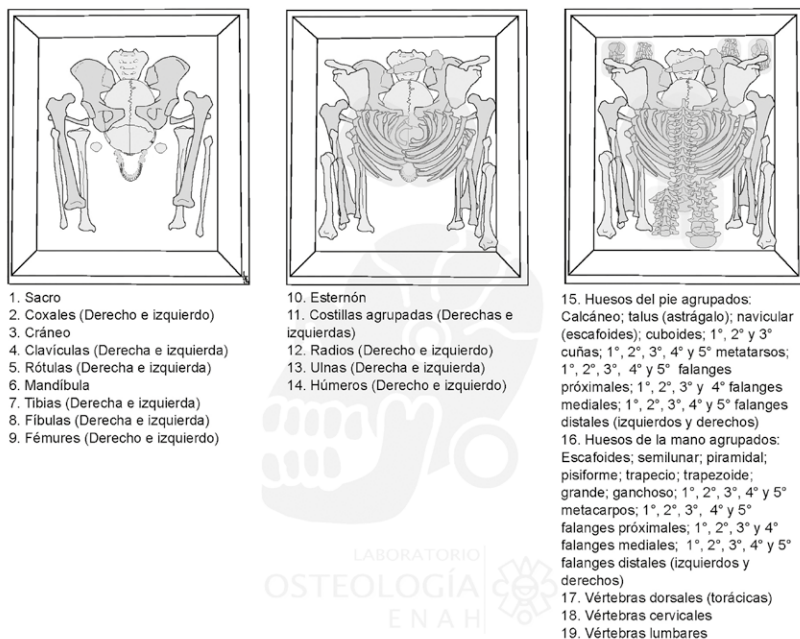 1. Sacro
2. Coxales (Derecho e izquierdo)
3. Cráneo
4. Clavículas (Derecha e izquierda)
5. Rótulas (Derecha e izquierda)
6. Mandíbula
7. Tibias (Derecha e izquierda)
8. Fíbulas (Derecha e izquierda)
9. Fémures (Derecho e izquierdo)
10. Esternón
11. Costillas agrupadas (Derechas e
izquierdas)
12. Radios (Derecho e izquierdo)
13. Ulnas (Derecha e izquierda)
14. Húmeros (Derecho e izquierdo)
15. Huesos del pie agrupados:
Calcáneo; talus (astrágalo); navicular
(escafoides); cuboides; 1°, 2° y 3°
cuñas; 1°, 2°, 3°, 4° y 5° metatarsos;
1°, 2°, 3°, 4° y 5° falanges
próximales; 1°, 2°, 3° y 4° falanges
mediales; 1°, 2°, 3°, 4° y 5° falanges
distales (izquierdos y derechos)
16. Huesos de la mano agrupados:
Escafoides; semilunar; piramidal;
pisiforme; trapecio; trapezoide;
grande; ganchoso; 1°, 2°, 3°, 4° y 5°
metacarpos; 1°, 2°, 3°, 4° y 5°
falanges próximales; 1°, 2°, 3° y 4°
falanges mediales; 1°, 2°, 3°, 4° y 5°
falanges distales (izquierdos y
derechos)
17. Vértebras dorsales (torácicas)
18. Vértebras cervicales
19. Vértebras lumbares
LABORATORIO
OSTEOLOGÍA
ENAH